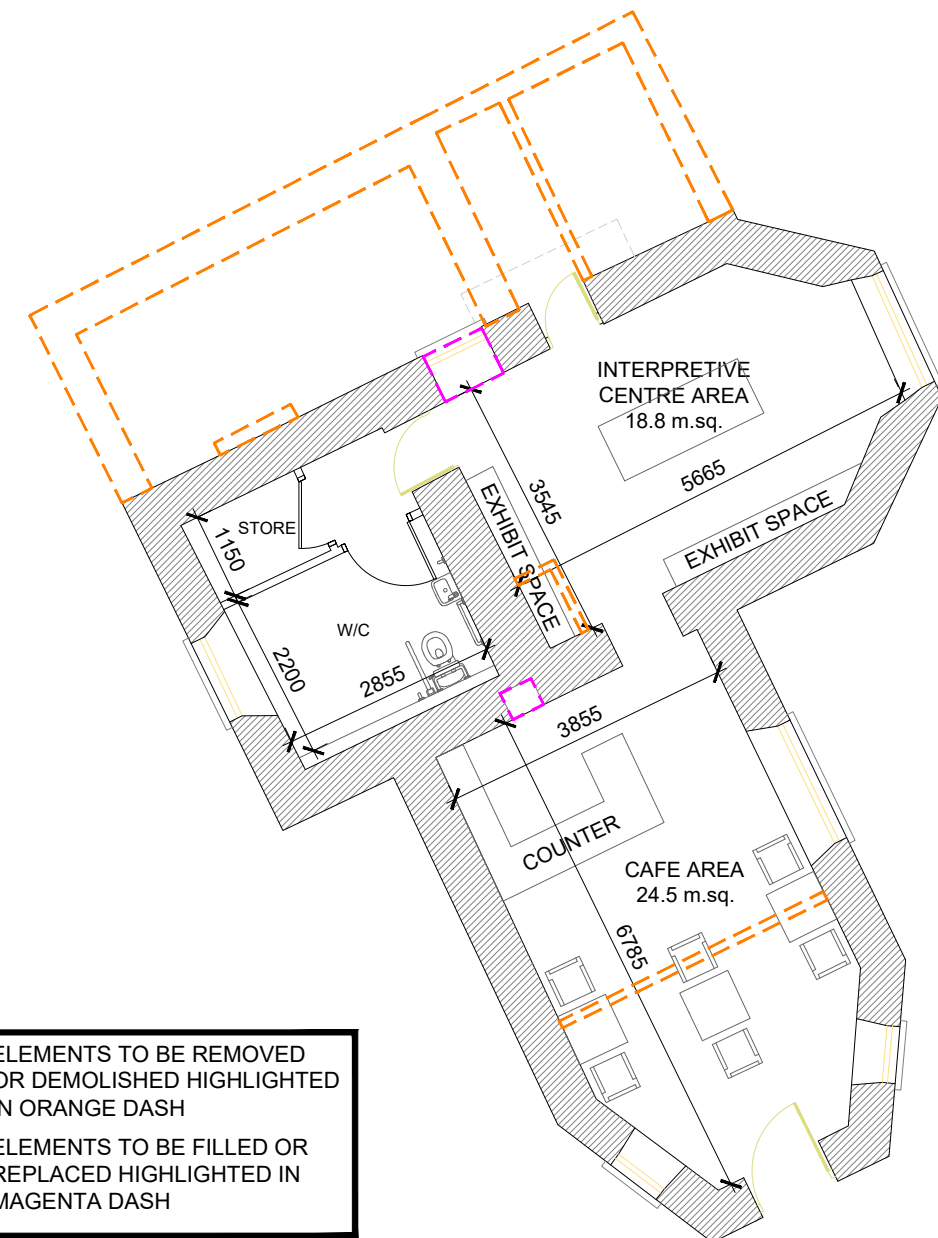 INTERPRETIVE
CENTRE AREA
18.8 m.sq.
5665
3545
EXHIBIT SPACE
EXHIBIT SPACE
STORE
1150
W/C
2200
2855
3855
COUNTER
CAFE AREA
24.5 m.sq.
6785
ELEMENTS TO BE REMOVED
OR DEMOLISHED HIGHLIGHTED
IN ORANGE DASH
ELEMENTS TO BE FILLED OR
REPLACED HIGHLIGHTED IN
MAGENTA DASH